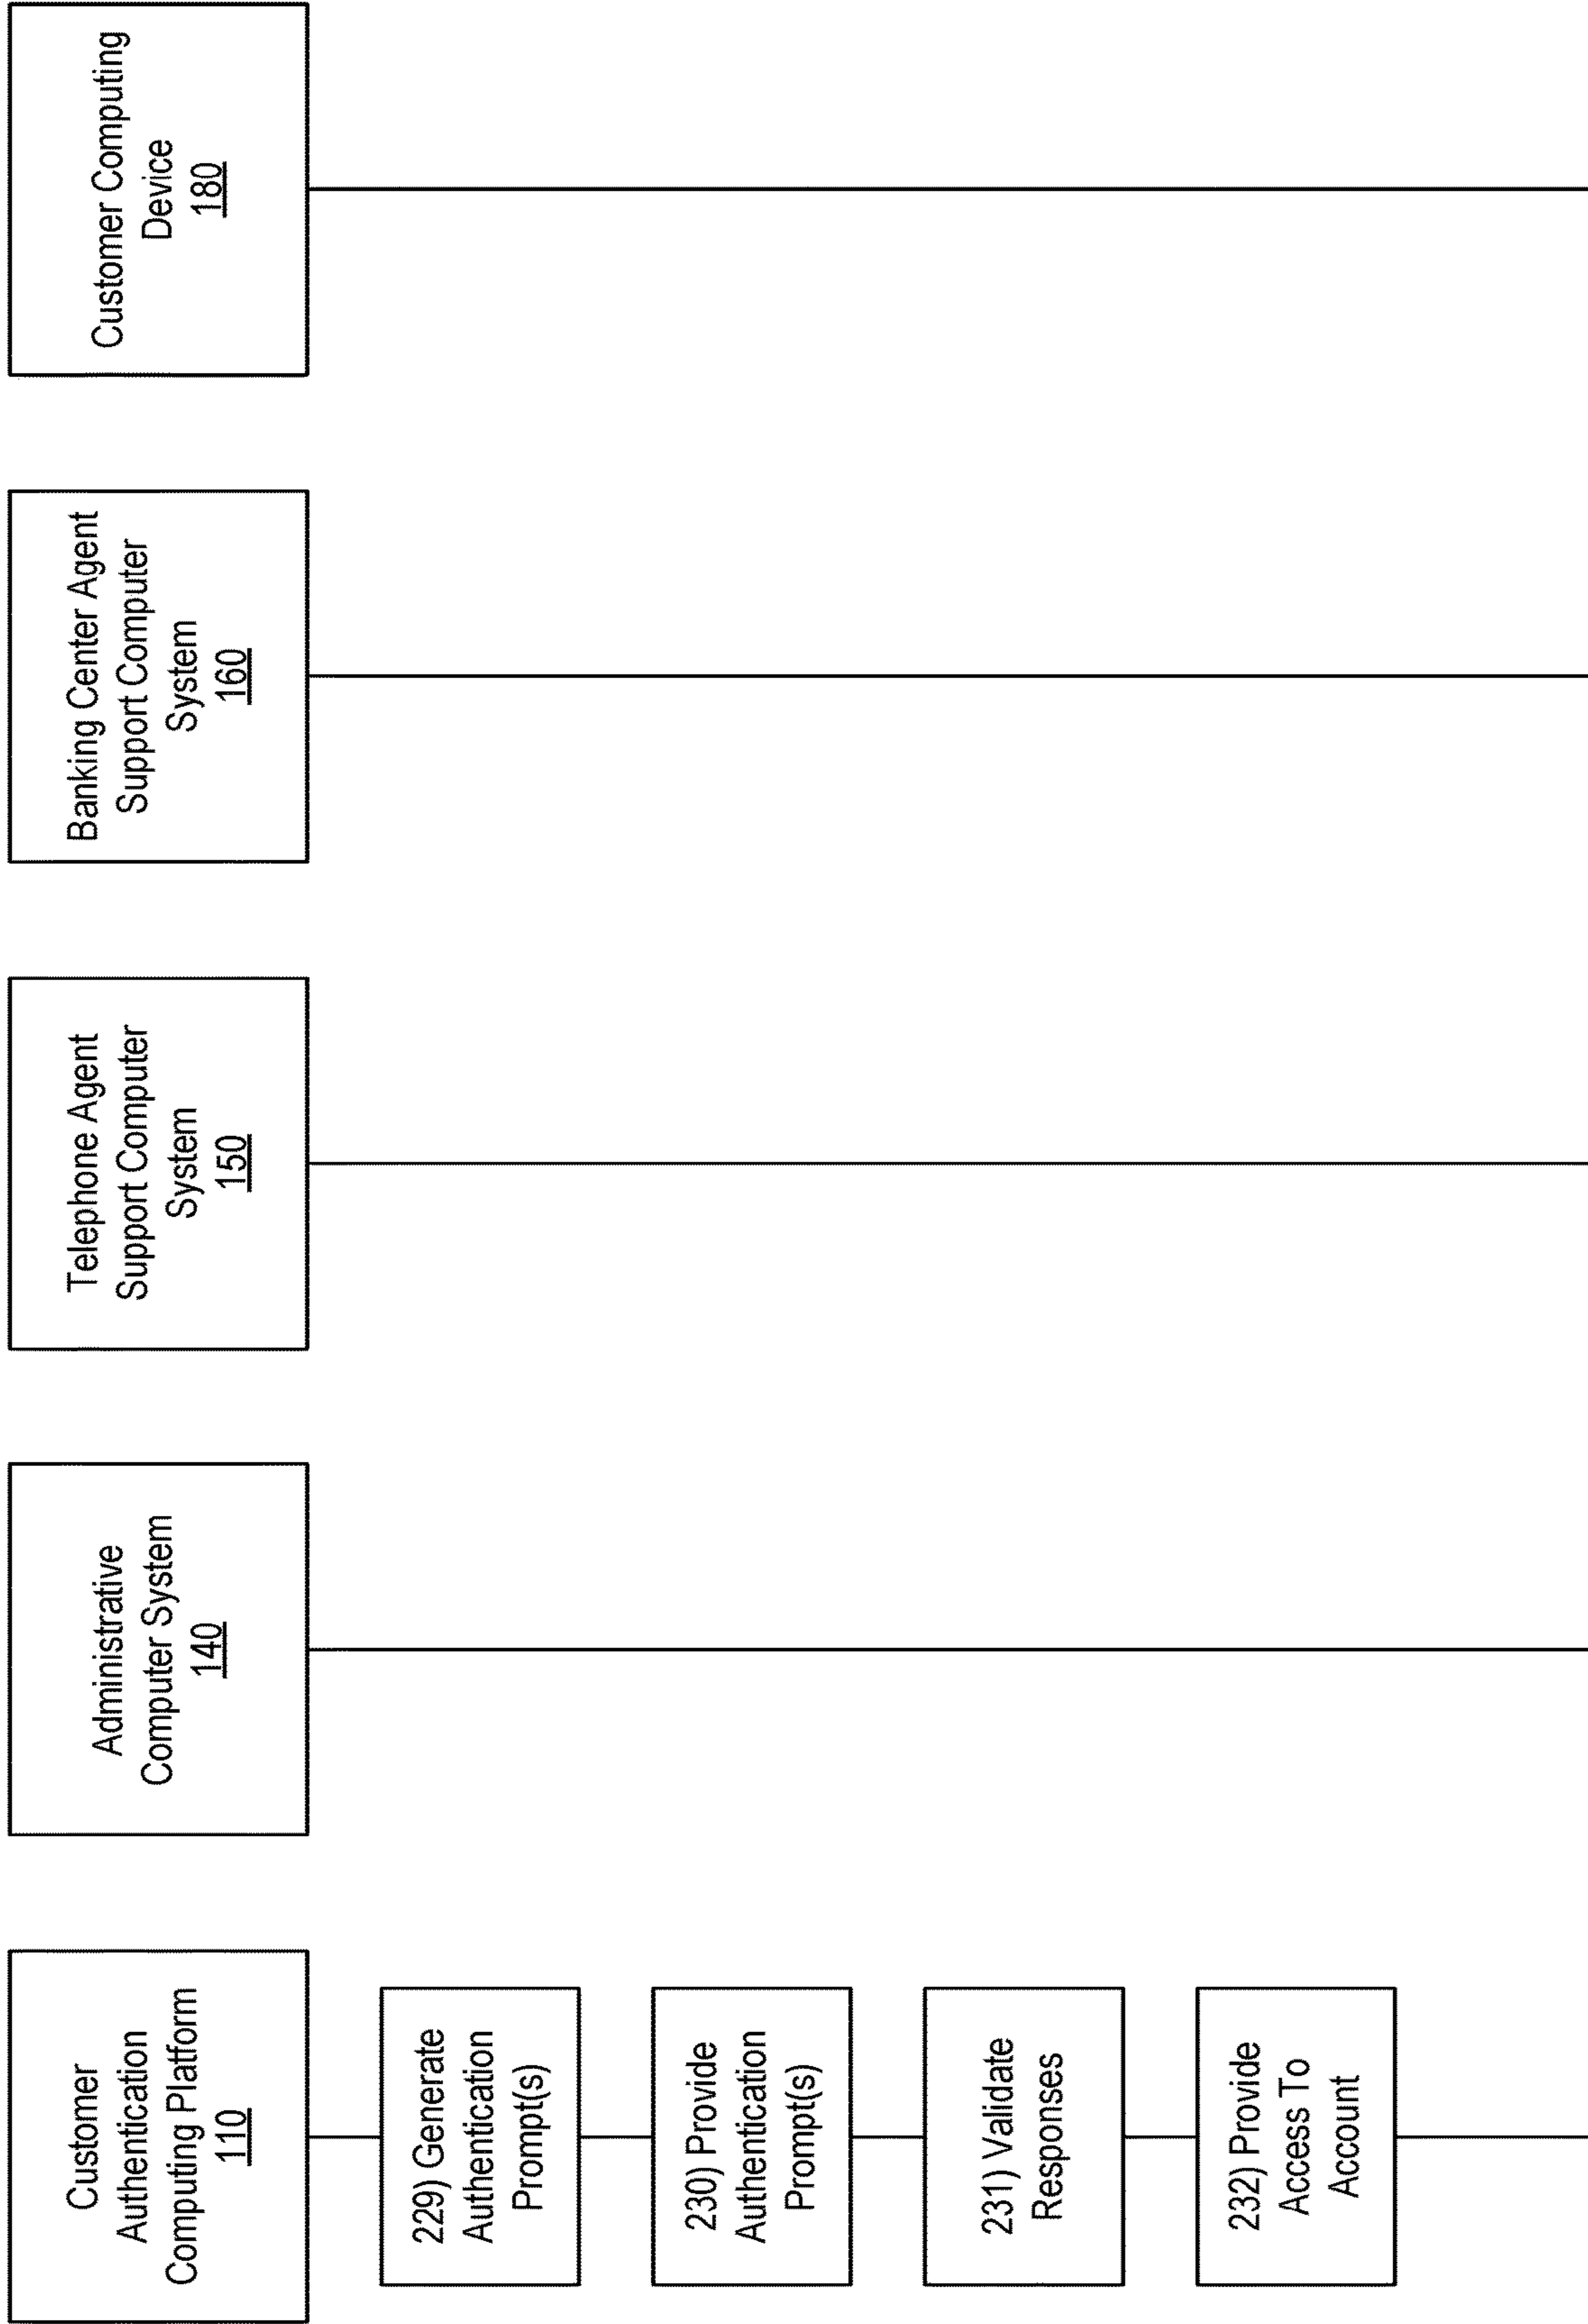 Customer
Authentication
Computing Platform
110
Administrative
Computer System
140
Telephone Agent
Support Computer
System
150
Banking Center Agent
Support Computer
System
160
Customer Computing
Device
180
229) Generate
Authentication
Prompt(s)
230) Provide
Authentication
Prompt(s)
231) Validate
Responses
232) Provide
Access To
Account